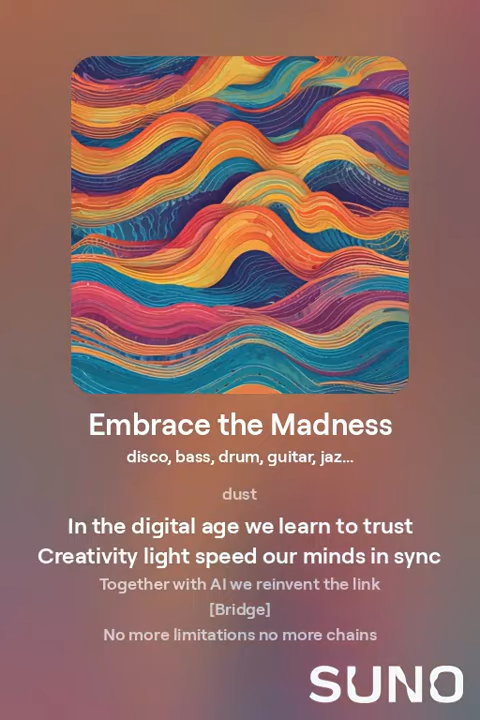 Embrace the Madness
disco, bass, drum, guitar, jaz...
dust
In the digital age we learn to trust
Creativity light speed our minds in sync
Together with AI we reinvent the link
[Bridge]
No more limitations no more chains
SUNO